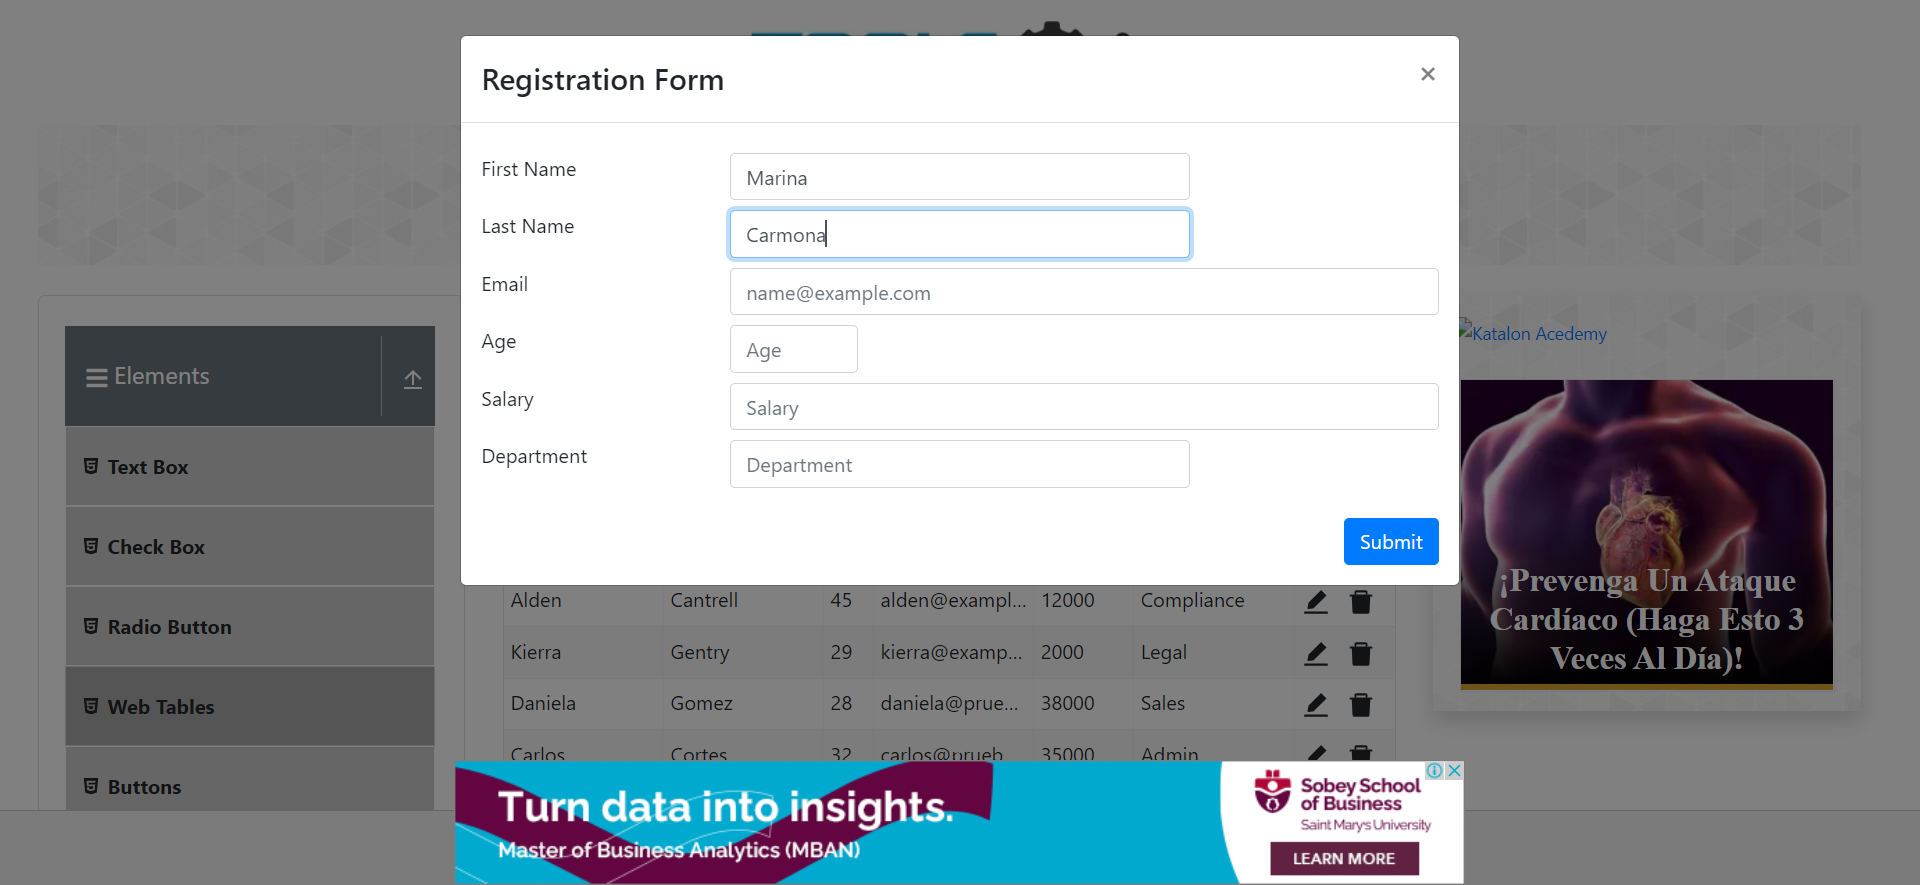 Registration Form
×
First Name
Marina
Last Name
Carmona
Email
name@example.com
Age
Age
Salary
Salary
Department
Department
Submit
Elements
Text Box
Check Box
Radio Button
Web Tables
Buttons
Alden Cantrell 45 alden@exampl... 12000 Compliance
Kierra Gentry 29 kierra@examp... 2000 Legal
Daniela Gomez 28 daniela@prue... 38000 Sales
Carlos Cortes 32 carlos@prueb... 35000 Admin
Katalon Acedemy
¡Prevenga Un Ataque
Cardíaco (Haga Esto 3
Veces Al Día)!
Turn data into insights.
Master of Business Analytics (MBAN)
Sobey School
of Business
Saint Mary's University
LEARN MORE